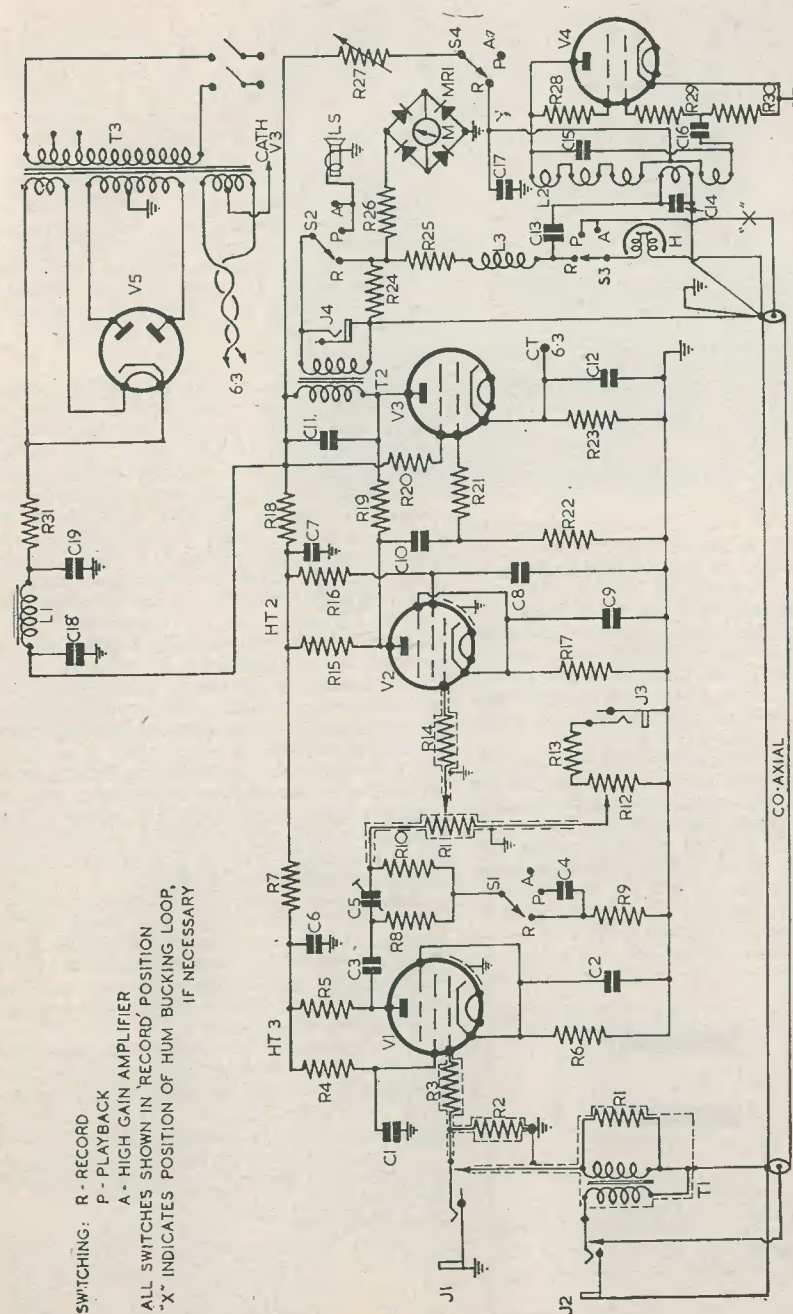 SWITCHING: R - RECORD
P - PLAYBACK
A - HIGH GAIN AMPLIFIER
ALL SWITCHES SHOWN IN 'RECORD' POSITION
"X" INDICATES POSITION OF HUM BUCKING LOOP,
IF NECESSARY
L1
R31
C18
C19
V5
T3
6·3
CATH
V3
HT 3
HT 2
R4
R5
C6
R7
C1
V1
C3
C5
R8
R10
R1
S1
R
P
A
C4
R9
R6
C2
R3
R2
J1
J2
T1
R1
R12
R13
J3
R14
R15
R16
C7
R18
V2
R17
C9
C8
C10
R19
R20
R21
R22
C11
T2
V3
R23
C12
CT
6·3
J4
S2
R
P
A
LS
R24
R25
R26
L3
M
MR1
R27
S4
R
P
A
C17
C13
R
P
A
S3
H
"X"
C14
L2
C15
C16
R28
R29
R30
V4
CO-AXIAL